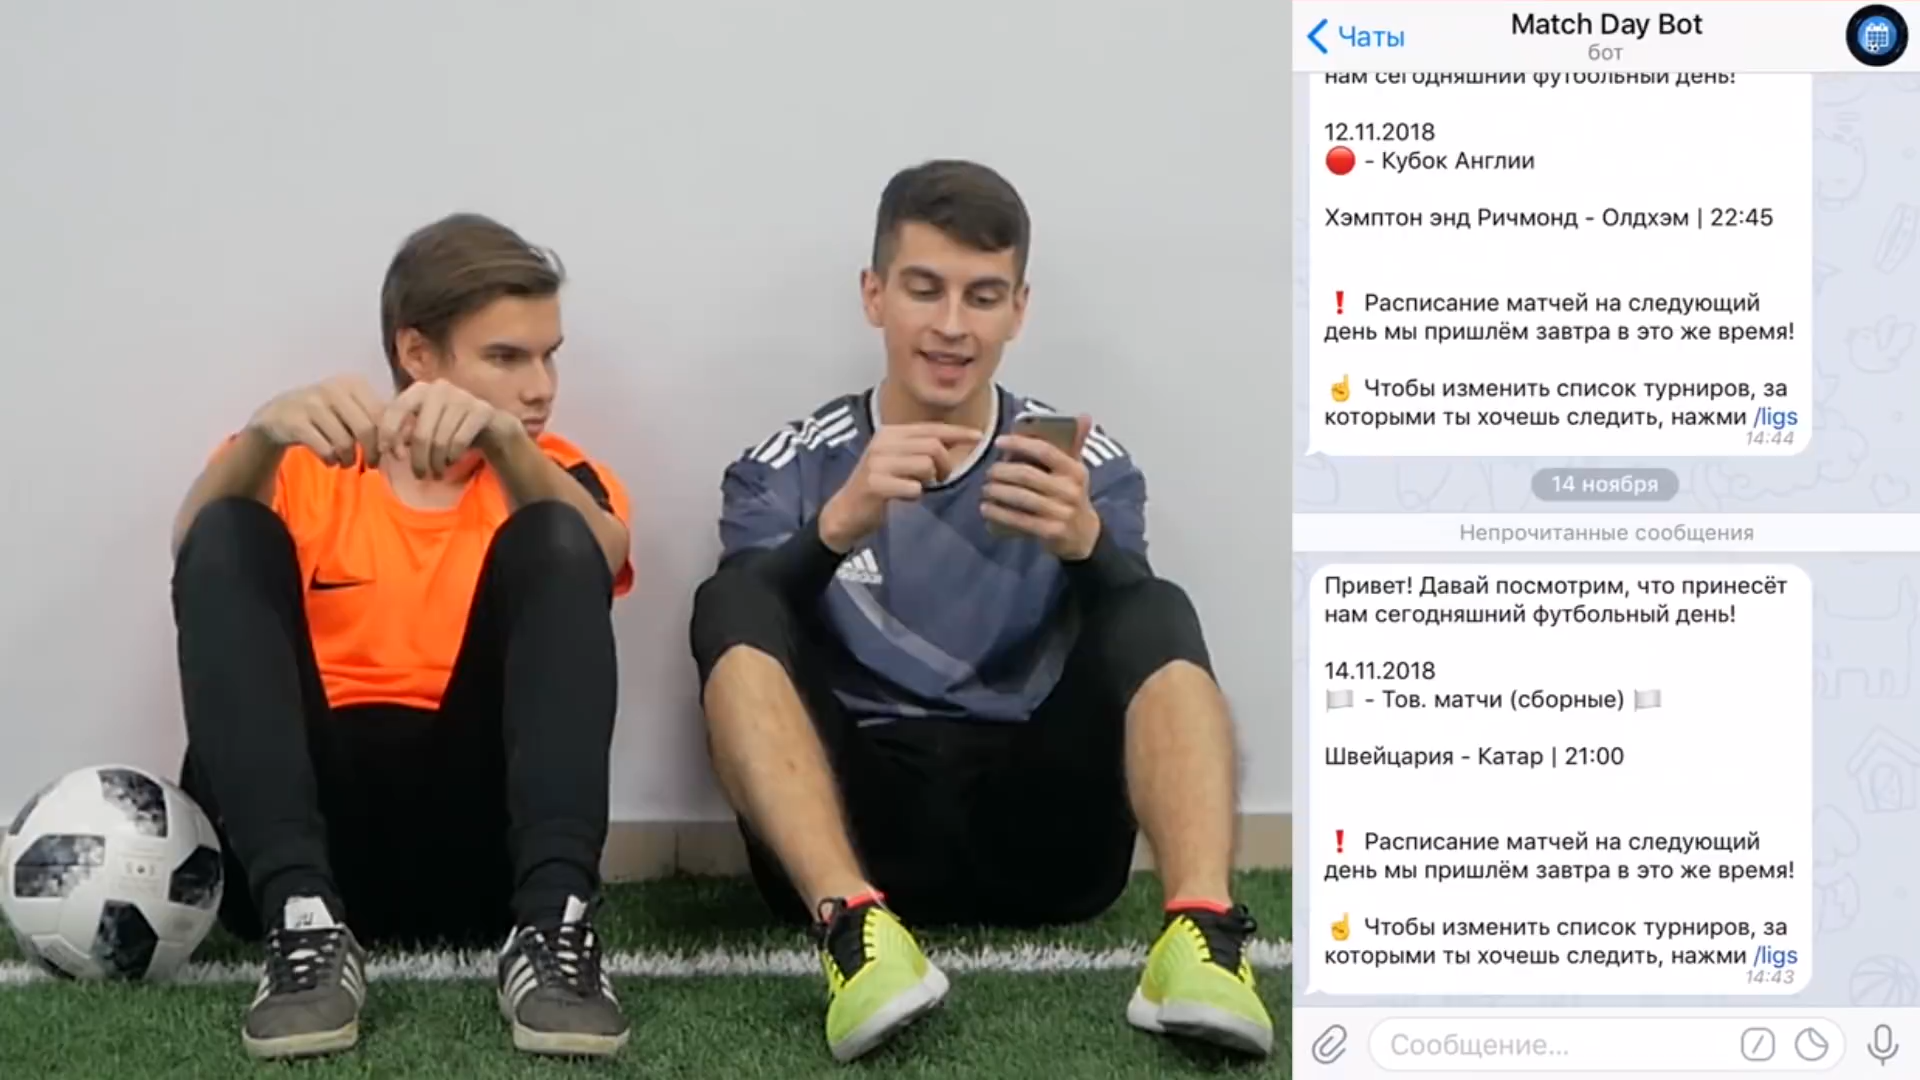 Чаты
Match Day Bot
бот
нам сегодняшний футбольный день!
12.11.2018
🔴 - Кубок Англии
Хэмптон энд Ричмонд - Олдхэм | 22:45
❗ Расписание матчей на следующий
день мы пришлём завтра в это же время!
☝ Чтобы изменить список турниров, за
которыми ты хочешь следить, нажми /ligs
14:44
14 ноября
Непрочитанные сообщения
Привет! Давай посмотрим, что принесёт
нам сегодняшний футбольный день!
14.11.2018
🏳 - Тов. матчи (сборные) 🏳
Швейцария - Катар | 21:00
❗ Расписание матчей на следующий
день мы пришлём завтра в это же время!
☝ Чтобы изменить список турниров, за
которыми ты хочешь следить, нажми /ligs
14:43
Сообщение...
adidas